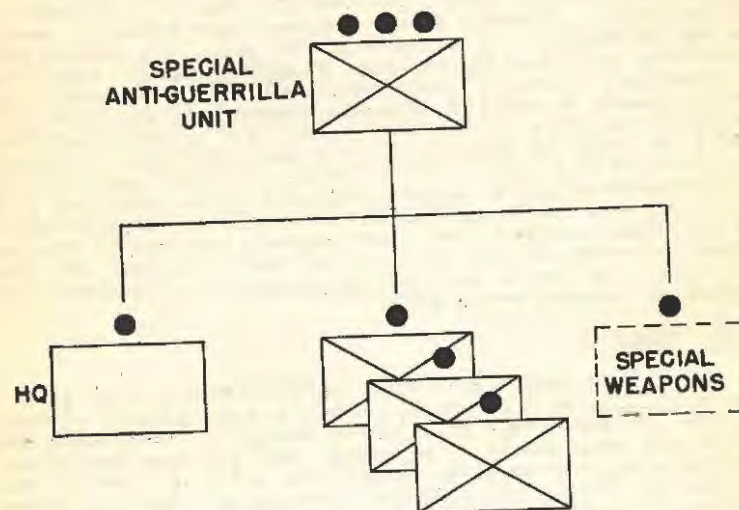 SPECIAL
ANTI-GUERRILLA
UNIT
HQ
SPECIAL
WEAPONS